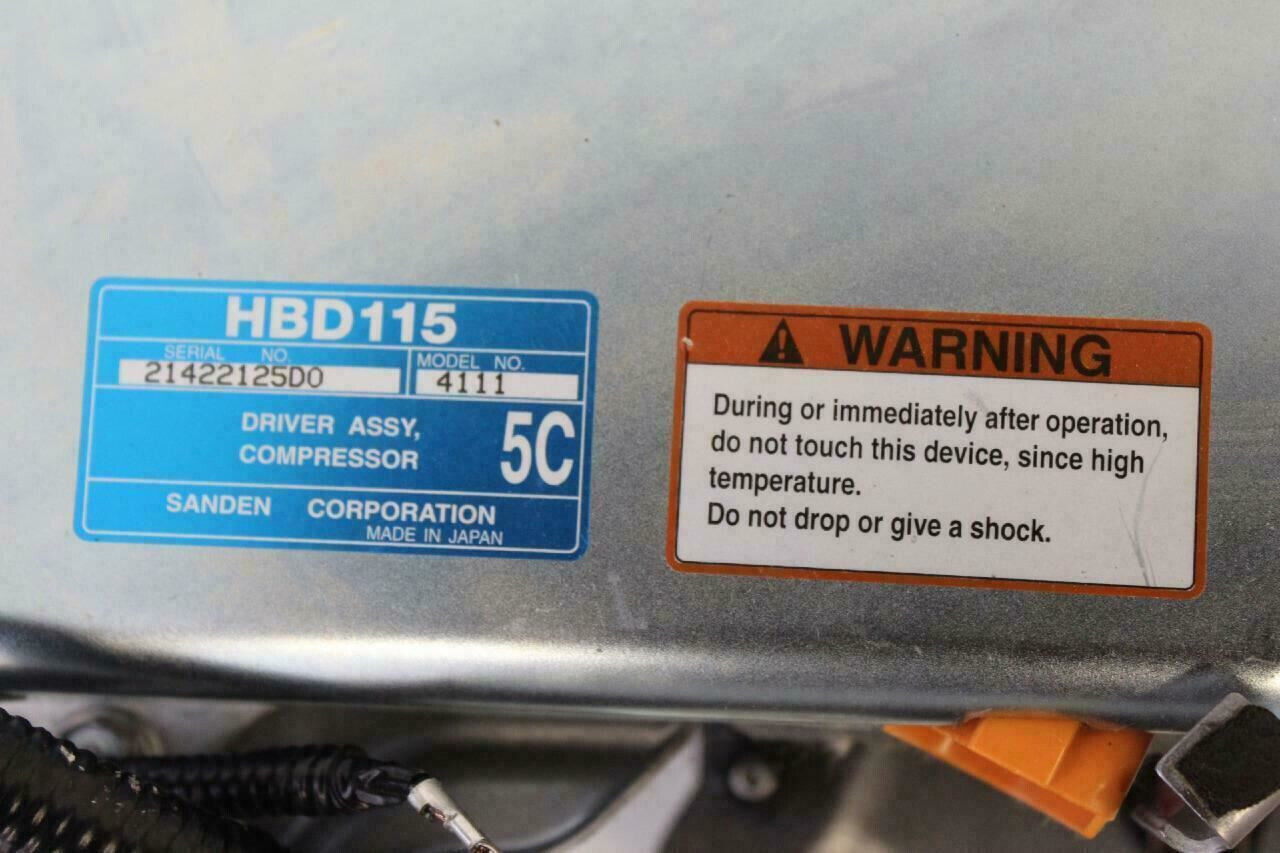 HBD115
SERIAL NO.
21422125D0
MODEL NO.
4111
DRIVER ASSY,
COMPRESSOR
5C
SANDEN CORPORATION
MADE IN JAPAN
WARNING
During or immediately after operation,
do not touch this device, since high
temperature.
Do not drop or give a shock.